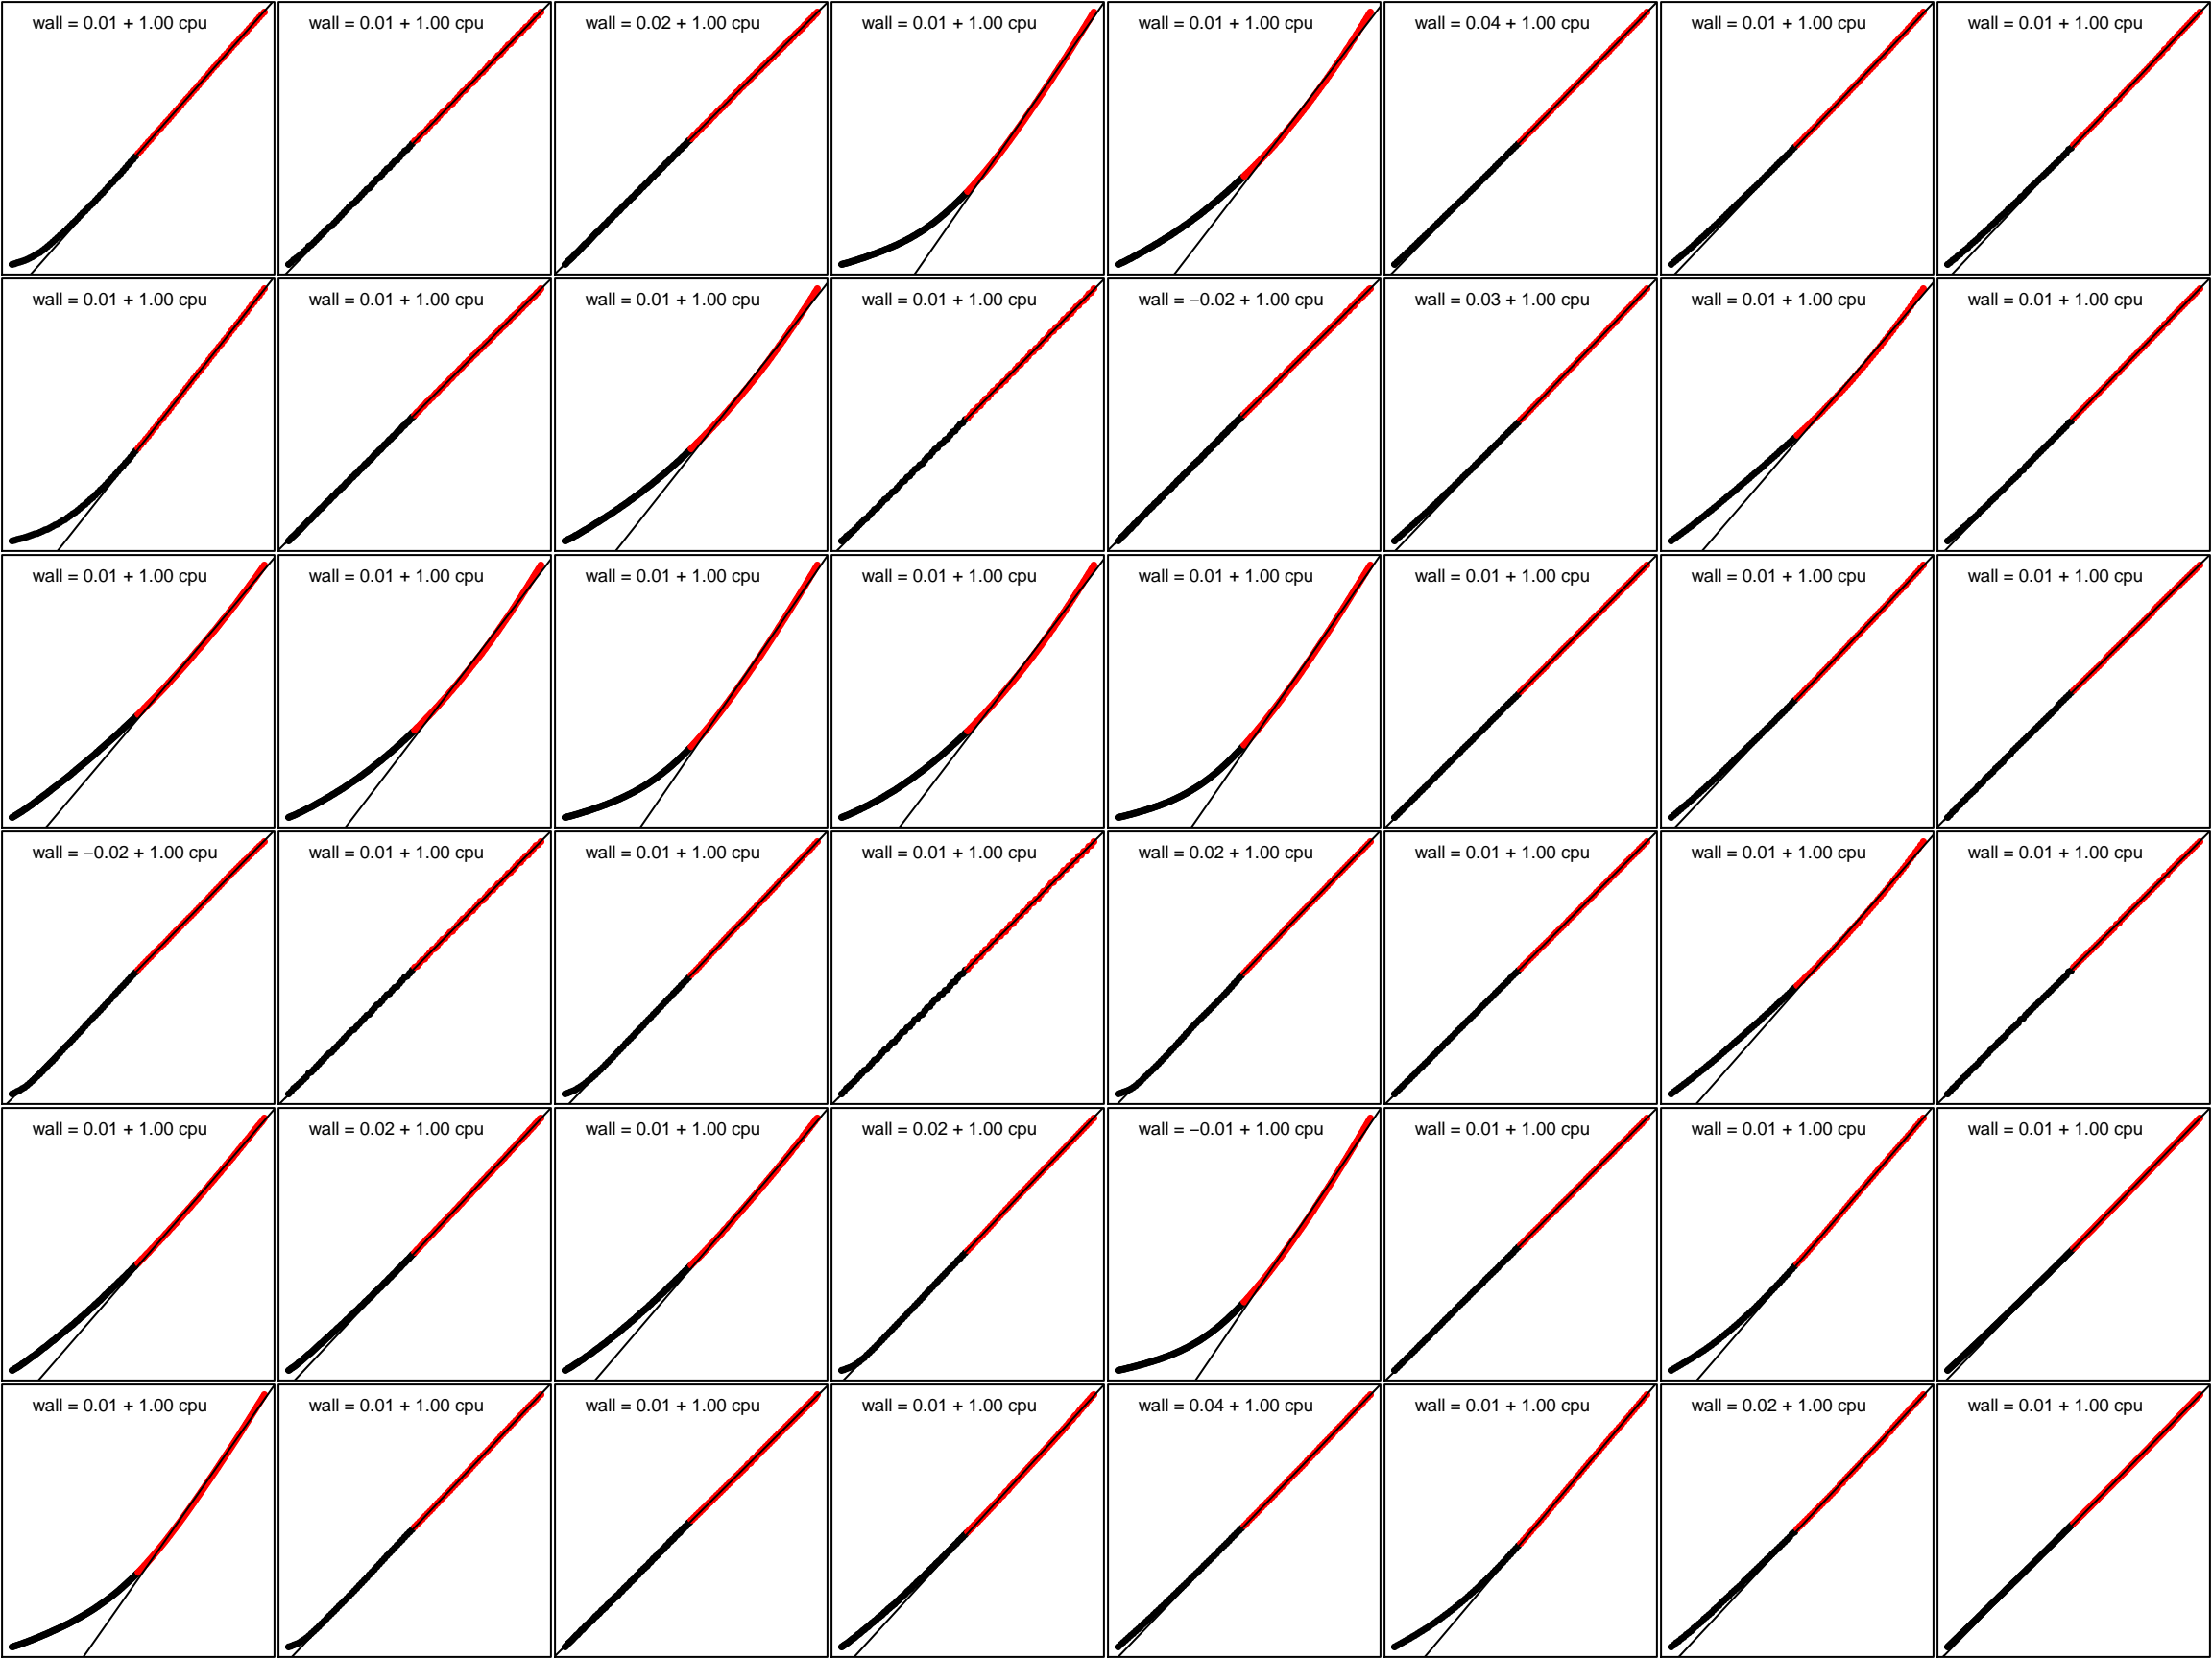 wall = 0.01 + 1.00 cpu
wall = 0.01 + 1.00 cpu
wall = 0.02 + 1.00 cpu
wall = 0.01 + 1.00 cpu
wall = 0.01 + 1.00 cpu
wall = 0.04 + 1.00 cpu
wall = 0.01 + 1.00 cpu
wall = 0.01 + 1.00 cpu
wall = 0.01 + 1.00 cpu
wall = 0.01 + 1.00 cpu
wall = 0.01 + 1.00 cpu
wall = 0.01 + 1.00 cpu
wall = −0.02 + 1.00 cpu
wall = 0.03 + 1.00 cpu
wall = 0.01 + 1.00 cpu
wall = 0.01 + 1.00 cpu
wall = 0.01 + 1.00 cpu
wall = 0.01 + 1.00 cpu
wall = 0.01 + 1.00 cpu
wall = 0.01 + 1.00 cpu
wall = 0.01 + 1.00 cpu
wall = 0.01 + 1.00 cpu
wall = 0.01 + 1.00 cpu
wall = 0.01 + 1.00 cpu
wall = −0.02 + 1.00 cpu
wall = 0.01 + 1.00 cpu
wall = 0.01 + 1.00 cpu
wall = 0.01 + 1.00 cpu
wall = 0.02 + 1.00 cpu
wall = 0.01 + 1.00 cpu
wall = 0.01 + 1.00 cpu
wall = 0.01 + 1.00 cpu
wall = 0.01 + 1.00 cpu
wall = 0.02 + 1.00 cpu
wall = 0.01 + 1.00 cpu
wall = 0.02 + 1.00 cpu
wall = −0.01 + 1.00 cpu
wall = 0.01 + 1.00 cpu
wall = 0.01 + 1.00 cpu
wall = 0.01 + 1.00 cpu
wall = 0.01 + 1.00 cpu
wall = 0.01 + 1.00 cpu
wall = 0.01 + 1.00 cpu
wall = 0.01 + 1.00 cpu
wall = 0.04 + 1.00 cpu
wall = 0.01 + 1.00 cpu
wall = 0.02 + 1.00 cpu
wall = 0.01 + 1.00 cpu